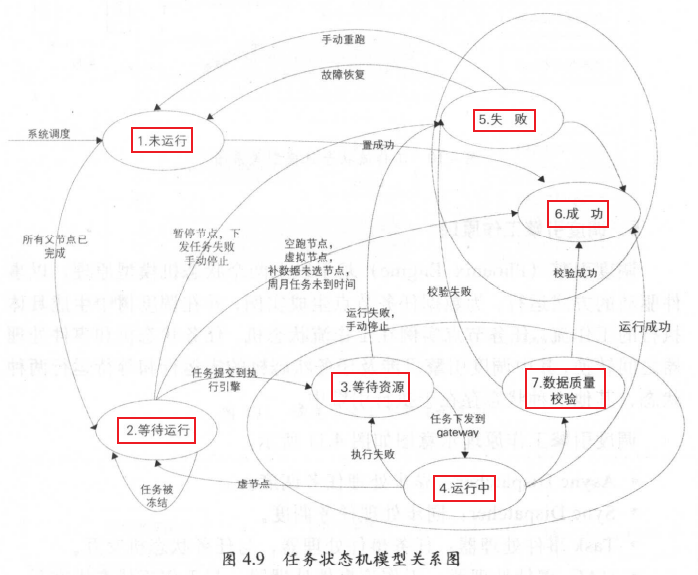 手动重跑
故障恢复
系统调度
1.未运行
5.失 败
置成功
6.成 功
所有父节点已
完成
暂停节点，下
发任务失败
手动停止
空跑节点，
虚拟节点，
补数据未选节点，
周月任务未到时间
校验成功
校验失败
运行失败，
手动停止
运行成功
任务提交到执
行引擎
3.等待资源
7.数据质量
校验
2.等待运行
任务下发到
gateway
执行失败
4.运行中
虚节点
任务被
冻结
图 4.9 任务状态机模型关系图